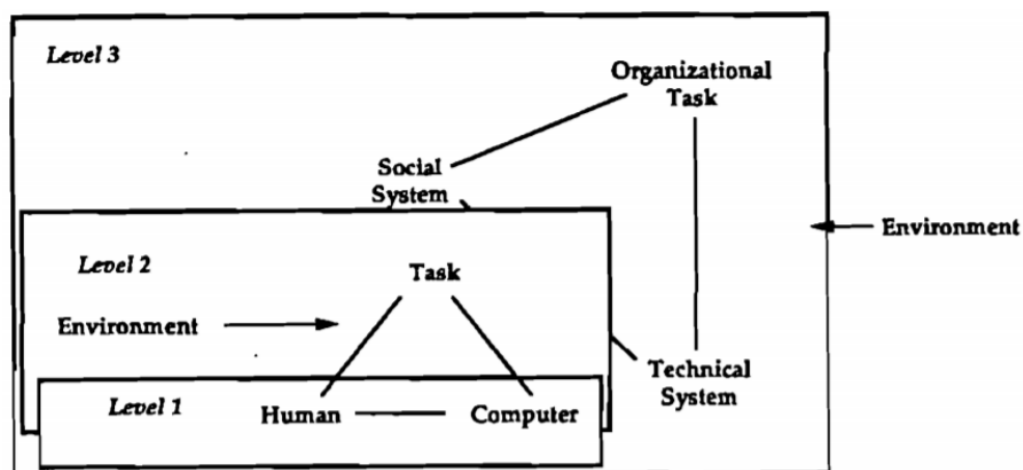 Level 3
Organizational
Task
Social
System
Environment
Level 2
Task
Environment
Technical
System
Level 1
Human
Computer